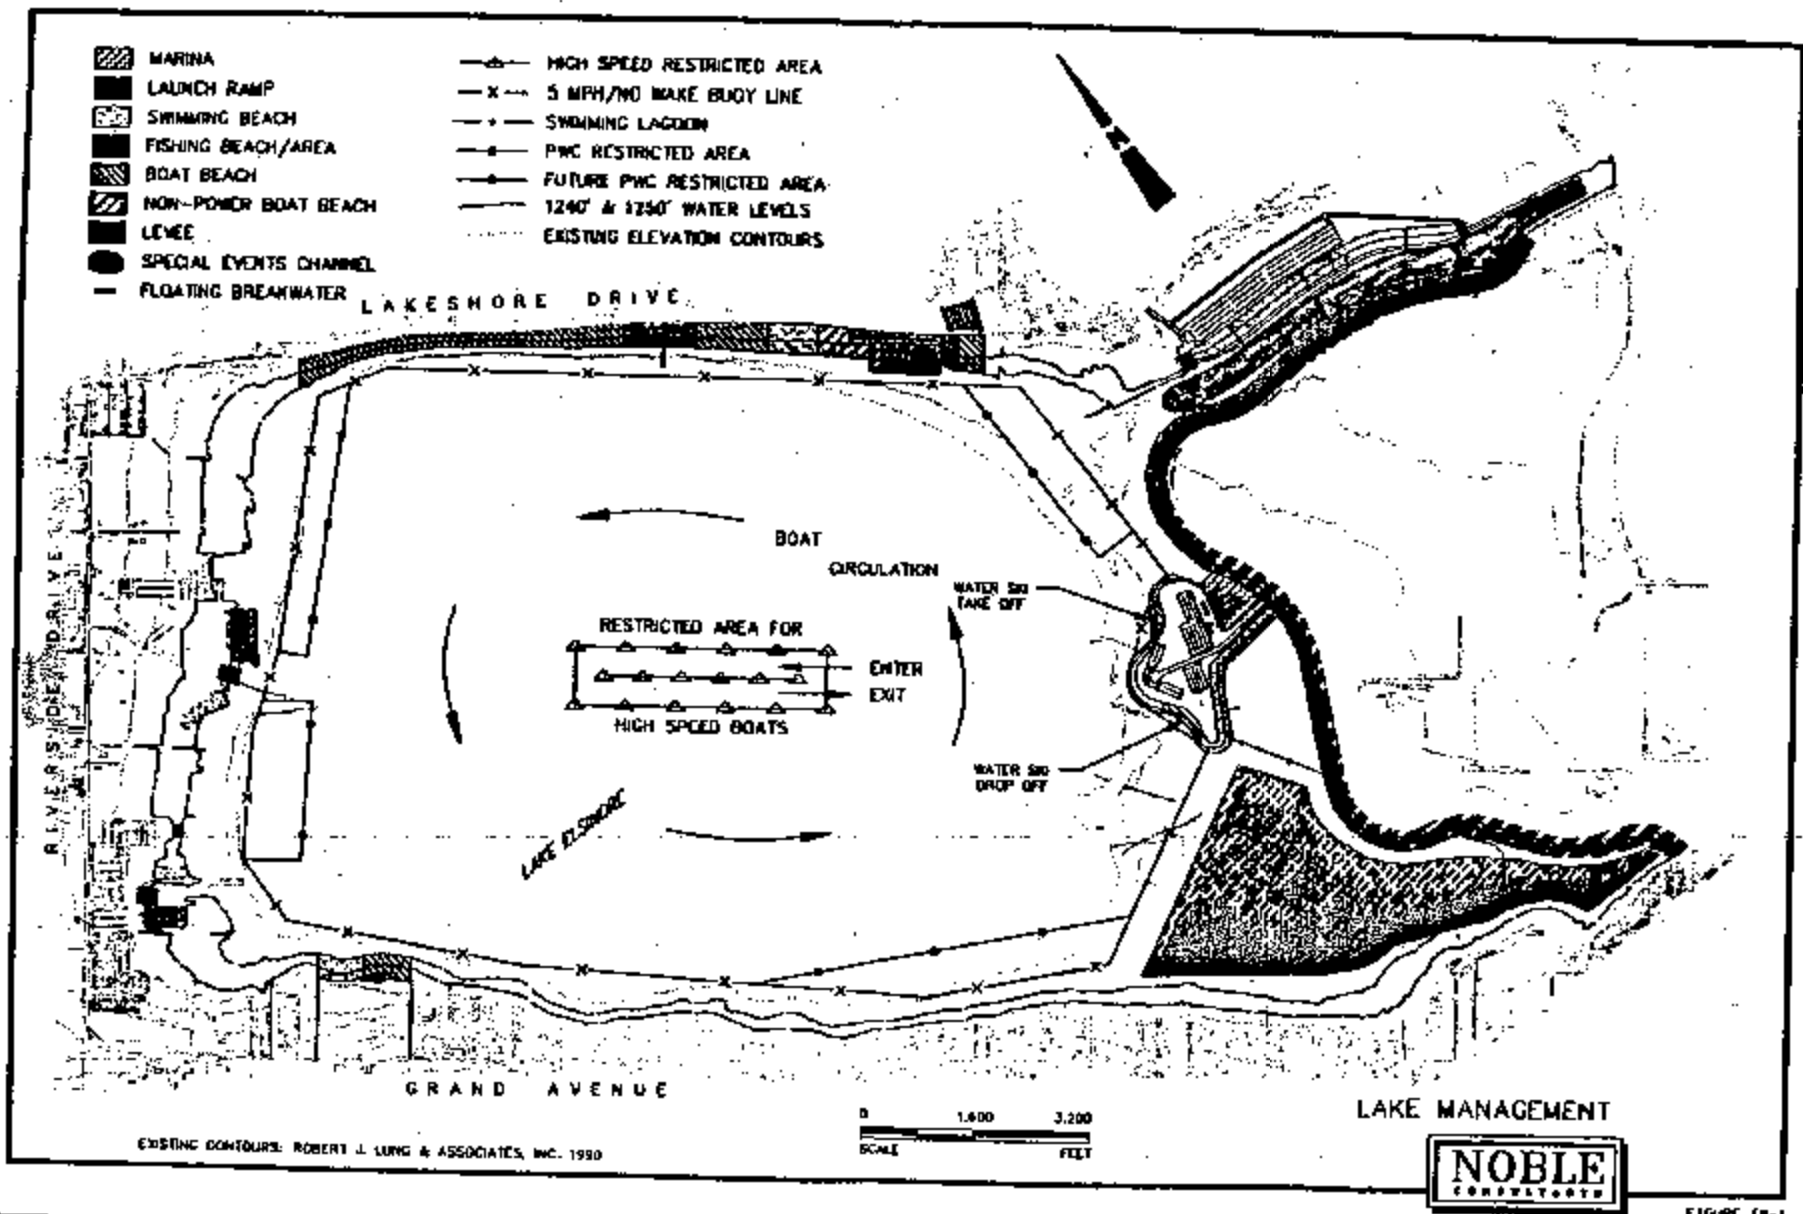 MARINA
LAUNCH RAMP
SWIMMING BEACH
FISHING BEACH/AREA
BOAT BEACH
NON-POWER BOAT BEACH
LEVEE
SPECIAL EVENTS CHANNEL
FLOATING BREAKWATER
HIGH SPEED RESTRICTED AREA
5 MPH/NO WAKE BUOY LINE
SWIMMING LAGOON
PWC RESTRICTED AREA
FUTURE PWC RESTRICTED AREA
1240' & 1250' WATER LEVELS
EXISTING ELEVATION CONTOURS
LAKESHORE DRIVE
RIVERSIDE DRIVE
BOAT
CIRCULATION
WATER SKI
TAKE OFF
RESTRICTED AREA FOR
ENTER
EXIT
HIGH SPEED BOATS
WATER SKI
DROP OFF
LAKE ELSINORE
GRAND AVENUE
0 1,600 3,200
SCALE FEET
EXISTING CONTOURS: ROBERT J. LUNG & ASSOCIATES, INC. 1990
LAKE MANAGEMENT
NOBLE
CONSULTANTS